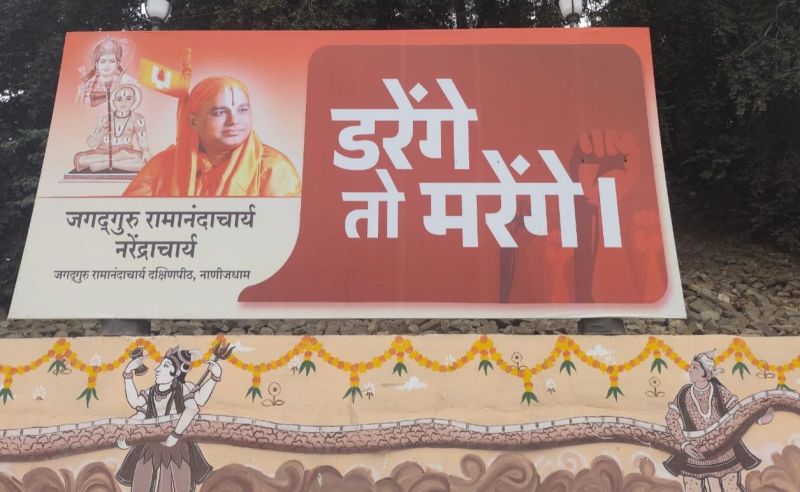 डरेंगे
तो मरेंगे।
जगद्गुरु रामानंदाचार्य
नरेंद्राचार्य
जगद्गुरु रामानंदाचार्य दक्षिणपीठ, नाणीजधाम